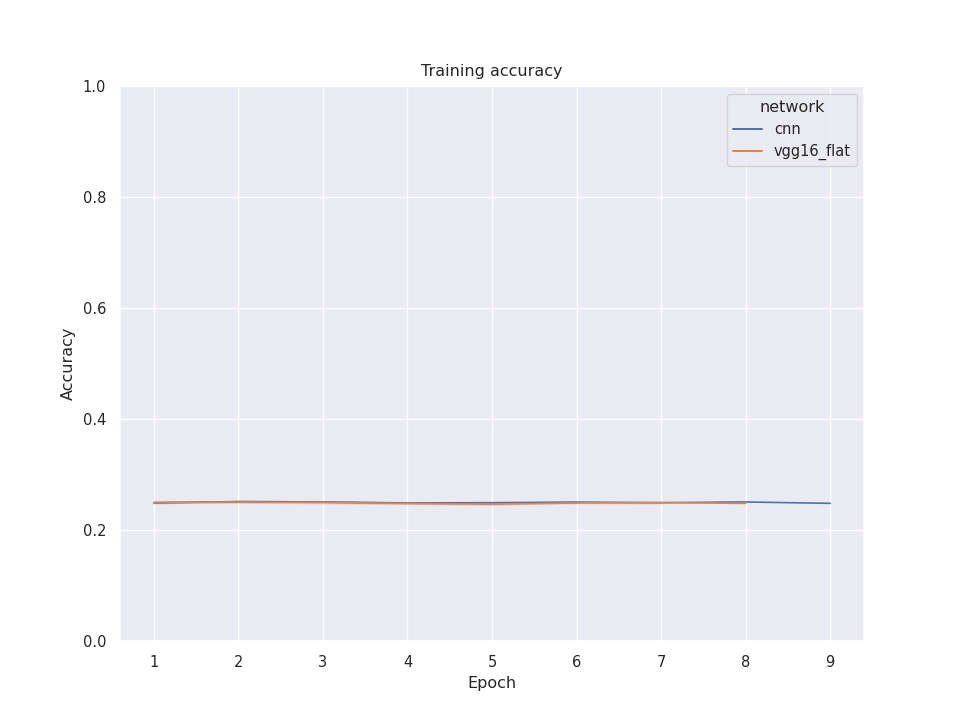 Training accuracy
1.0
network
cnn
vgg16_flat
0.8
0.6
Accuracy
0.4
0.2
0.0
1 2 3 4 5 6 7 8 9
Epoch